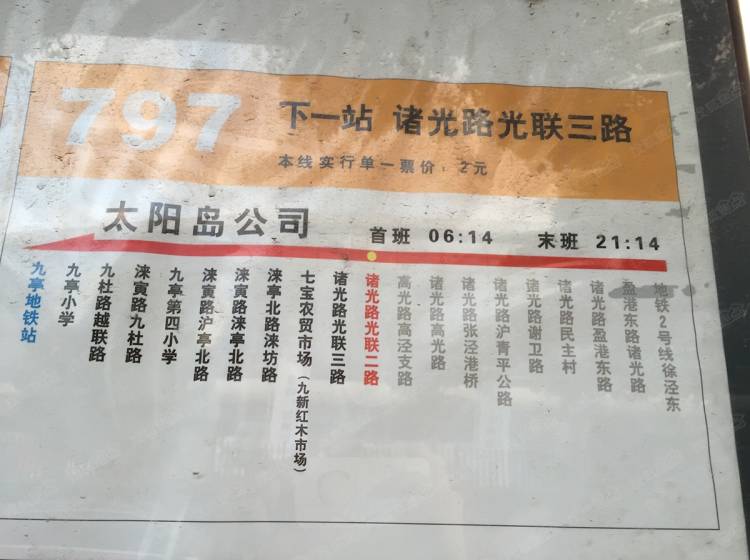 797
下一站 诸光路光联三路
本线实行单一票价：2元
太阳岛公司
首班 06:14 末班 21:14
九亭地铁站
九亭小学
九杜路越联路
涞寅路九杜路
九亭第四小学
涞寅路沪亭北路
涞寅路涞亭北路
涞亭北路涞坊路
七宝农贸市场（九新红木市场）
诸光路光联三路
诸光路光联二路
高光路高泾支路
诸光路高光路
诸光路张泾港桥
诸光路沪青平公路
诸光路谢卫路
诸光路民主村
诸光路盈港东路
盈港东路诸光路
地铁2号线徐泾东